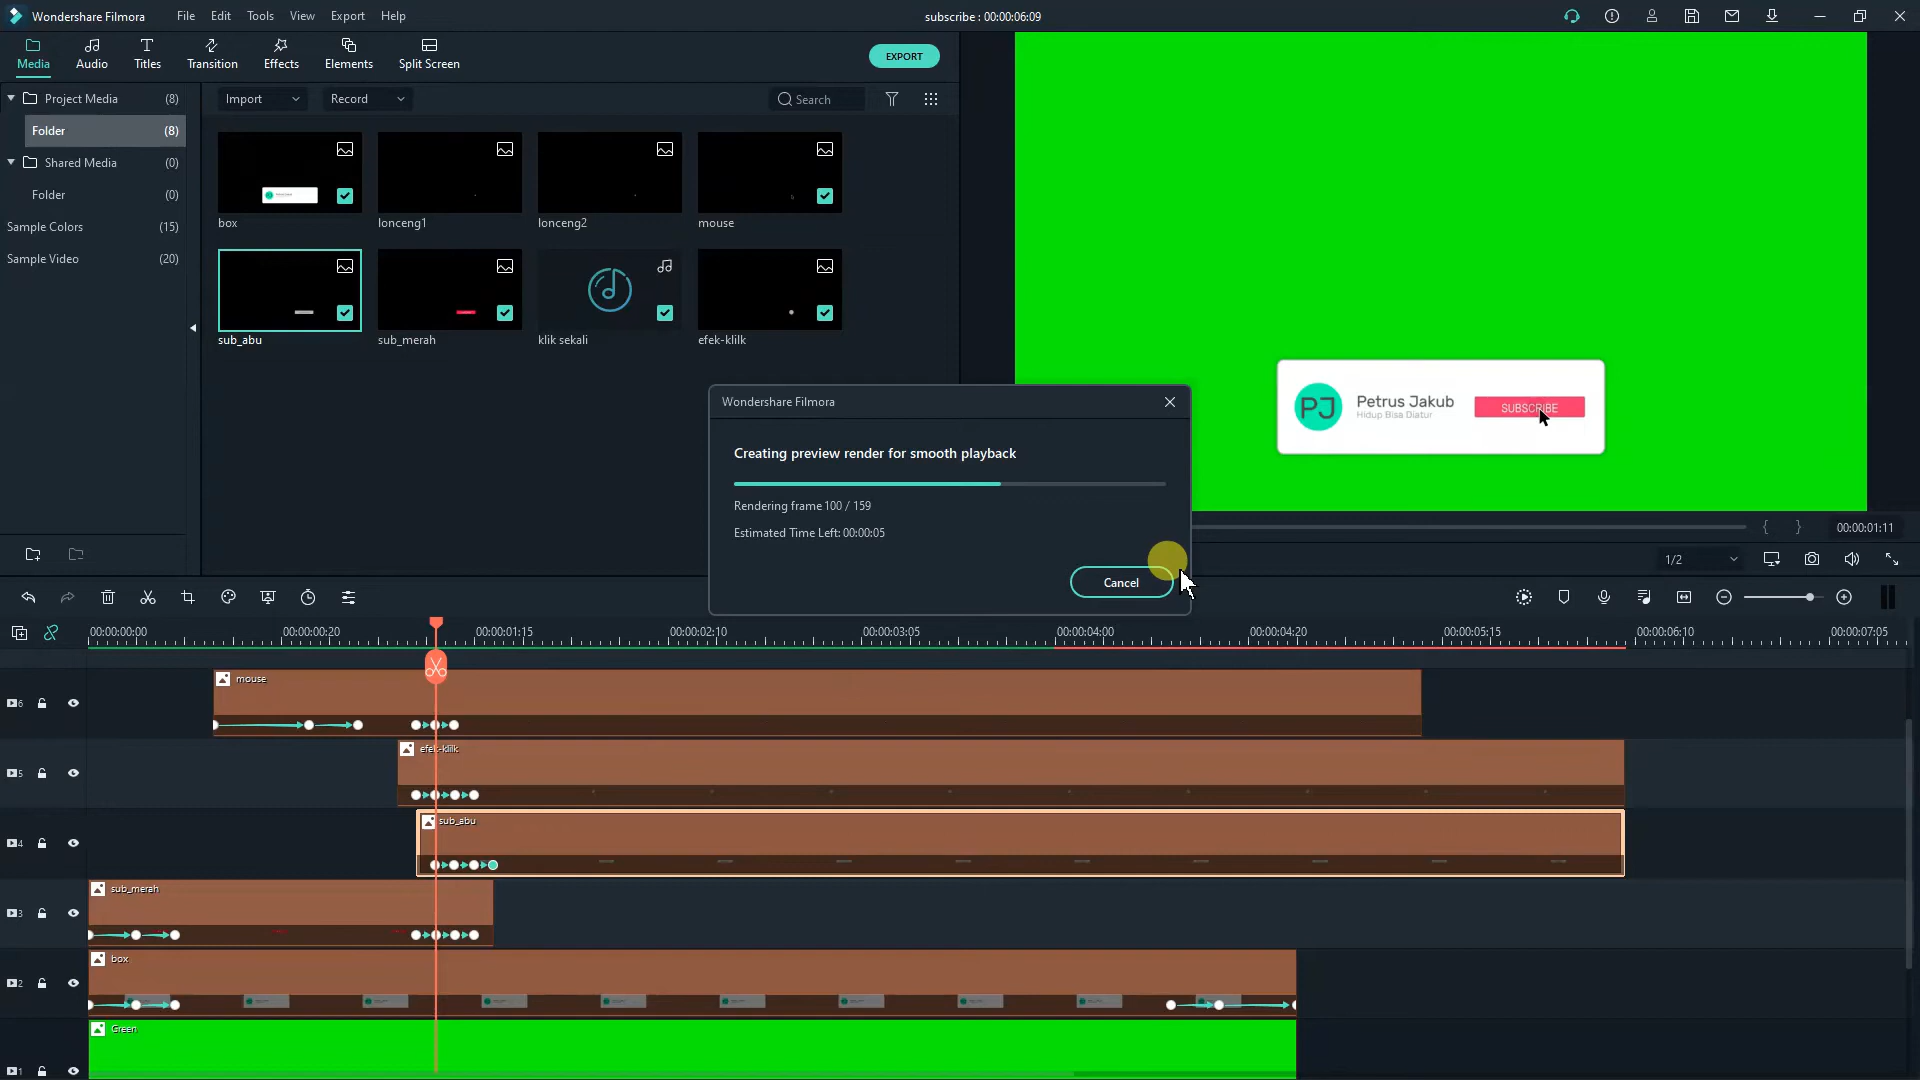 Wondershare Filmora File Edit Tools View Export Help subscribe : 00:00:06:09
Media Audio Titles Transition Effects Elements Split Screen EXPORT
Project Media (8) Import Record Search
Folder (8)
Shared Media (0)
Folder (0)
Sample Colors (15)
Sample Video (20)
box lonceng1 lonceng2 mouse
sub_abu sub_merah klik sekali efek-klilk
PJ Petrus Jakub SUBSCRIBE
Hidup Bisa Diatur
Wondershare Filmora
Creating preview render for smooth playback
Rendering frame 100 / 159
Estimated Time Left: 00:00:05
Cancel
00:00:01:11
1/2
00:00:00:00 00:00:00:20 00:00:01:15 00:00:02:10 00:00:03:05 00:00:04:00 00:00:04:20 00:00:05:15 00:00:06:10 00:00:07:05
6 mouse
5 efek-klilk
4 sub_abu
3 sub_merah
2 box
1 Green